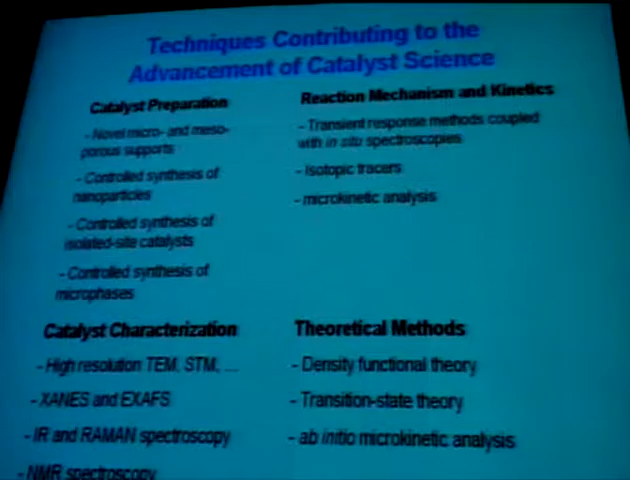 Techniques Contributing to the
Advancement of Catalyst Science
Catalyst Preparation
- Novel micro- and meso-
porous supports
- Controlled synthesis of
nanoparticles
- Controlled synthesis of
isolated-site catalysts
- Controlled synthesis of
microphases
Reaction Mechanism and Kinetics
- Transient response methods coupled
with in situ spectroscopies
- Isotopic tracers
- microkinetic analysis
Catalyst Characterization
- High resolution TEM, STM, ...
- XANES and EXAFS
- IR and RAMAN spectroscopy
- NMR spectroscopy
Theoretical Methods
- Density functional theory
- Transition-state theory
- ab initio microkinetic analysis